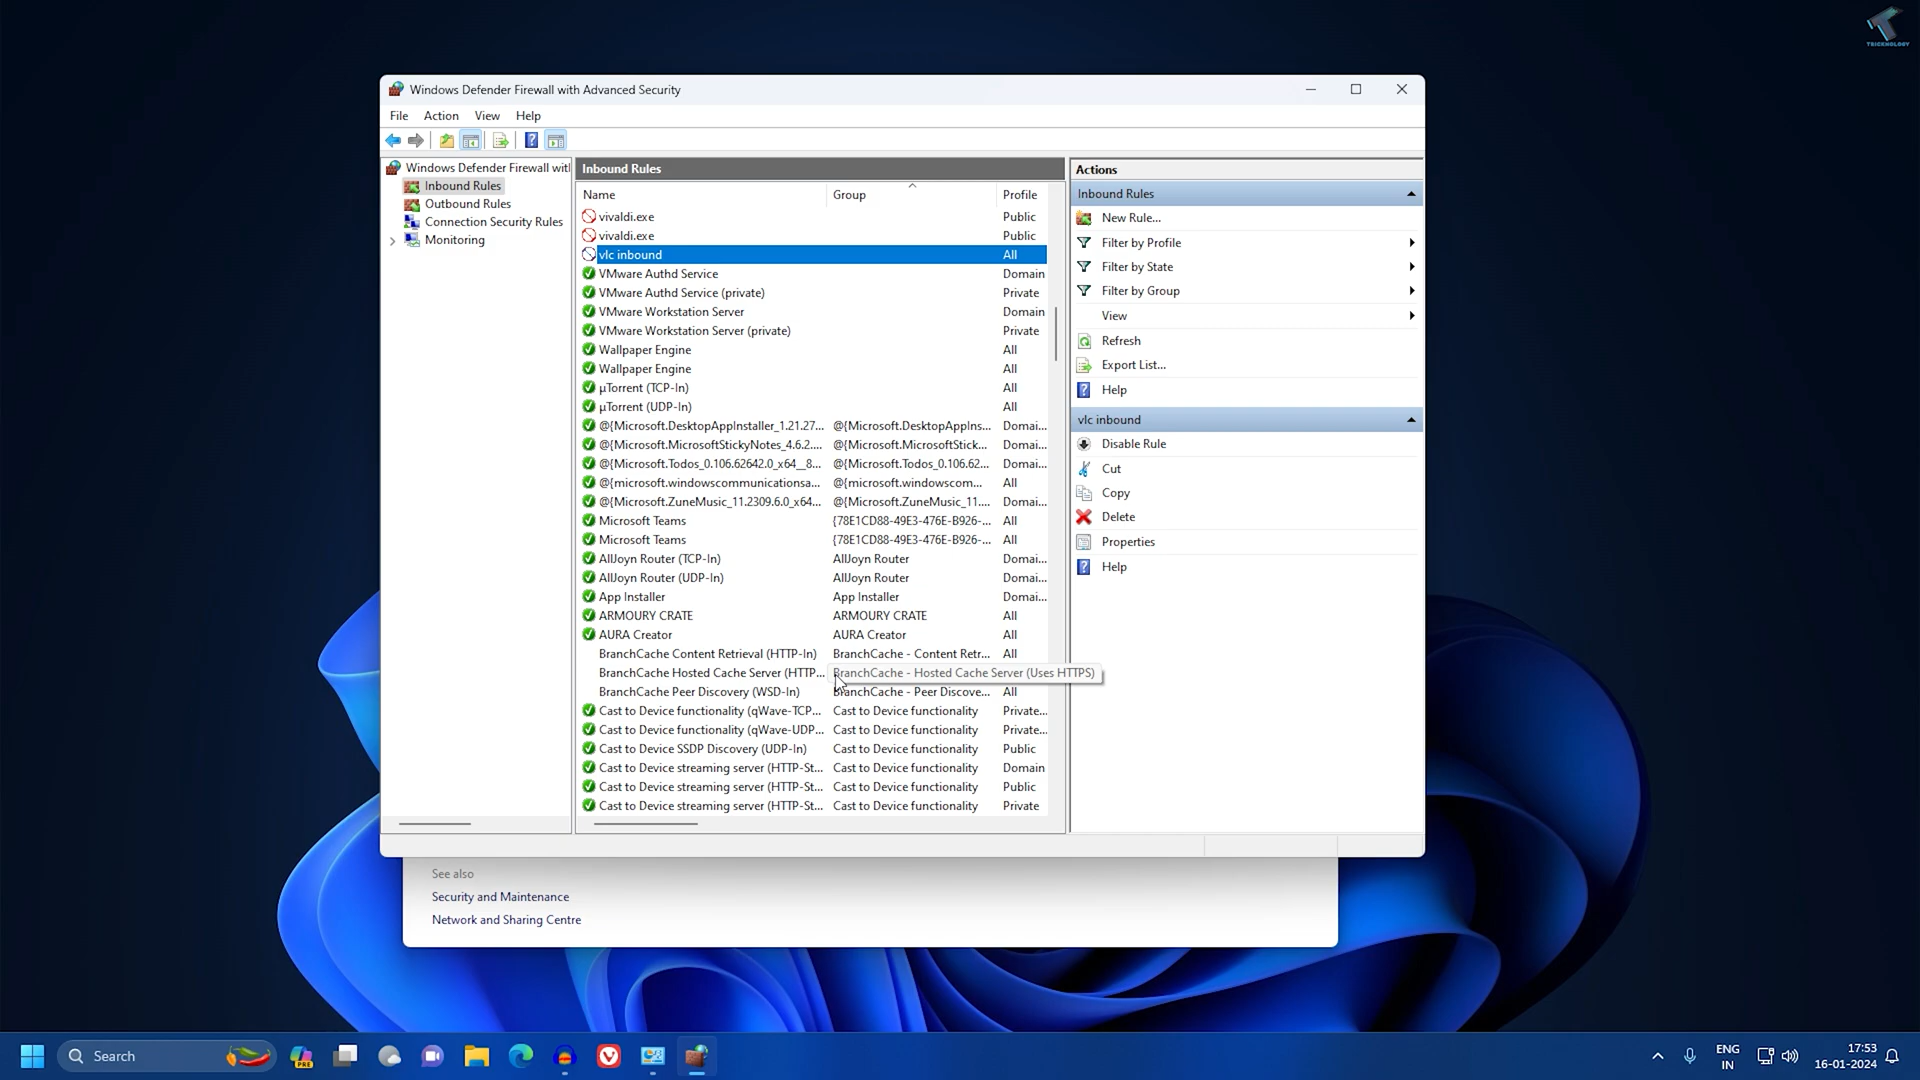 TRICKNOLOGY
Windows Defender Firewall with Advanced Security
File Action View Help
Windows Defender Firewall wit
Inbound Rules
Outbound Rules
Connection Security Rules
Monitoring
Inbound Rules
Name Group Profile
vivaldi.exe Public
vivaldi.exe Public
vlc inbound All
VMware Authd Service Domain
VMware Authd Service (private) Private
VMware Workstation Server Domain
VMware Workstation Server (private) Private
Wallpaper Engine All
Wallpaper Engine All
µTorrent (TCP-In) All
µTorrent (UDP-In) All
@{Microsoft.DesktopAppInstaller_1.21.27... @{Microsoft.DesktopAppIns... Domai...
@{Microsoft.MicrosoftStickyNotes_4.6.2.... @{Microsoft.MicrosoftStick... Domai...
@{Microsoft.Todos_0.106.62642.0_x64__8... @{Microsoft.Todos_0.106.62... Domai...
@{microsoft.windowscommunicationsa... @{microsoft.windowscom... All
@{Microsoft.ZuneMusic_11.2309.6.0_x64... @{Microsoft.ZuneMusic_11.... Domai...
Microsoft Teams {78E1CD88-49E3-476E-B926-... All
Microsoft Teams {78E1CD88-49E3-476E-B926-... All
AllJoyn Router (TCP-In) AllJoyn Router Domai...
AllJoyn Router (UDP-In) AllJoyn Router Domai...
App Installer App Installer Domai...
ARMOURY CRATE ARMOURY CRATE All
AURA Creator AURA Creator All
BranchCache Content Retrieval (HTTP-In) BranchCache - Content Retr... All
BranchCache Hosted Cache Server (HTTP... BranchCache - Hosted Cache Server (Uses HTTPS)
BranchCache Peer Discovery (WSD-In) BranchCache - Peer Discove... All
Cast to Device functionality (qWave-TCP... Cast to Device functionality Private...
Cast to Device functionality (qWave-UDP... Cast to Device functionality Private...
Cast to Device SSDP Discovery (UDP-In) Cast to Device functionality Public
Cast to Device streaming server (HTTP-St... Cast to Device functionality Domain
Cast to Device streaming server (HTTP-St... Cast to Device functionality Public
Cast to Device streaming server (HTTP-St... Cast to Device functionality Private
Actions
Inbound Rules
New Rule...
Filter by Profile
Filter by State
Filter by Group
View
Refresh
Export List...
Help
vlc inbound
Disable Rule
Cut
Copy
Delete
Properties
Help
See also
Security and Maintenance
Network and Sharing Centre
Search
PRE
ENG
IN
17:53
16-01-2024